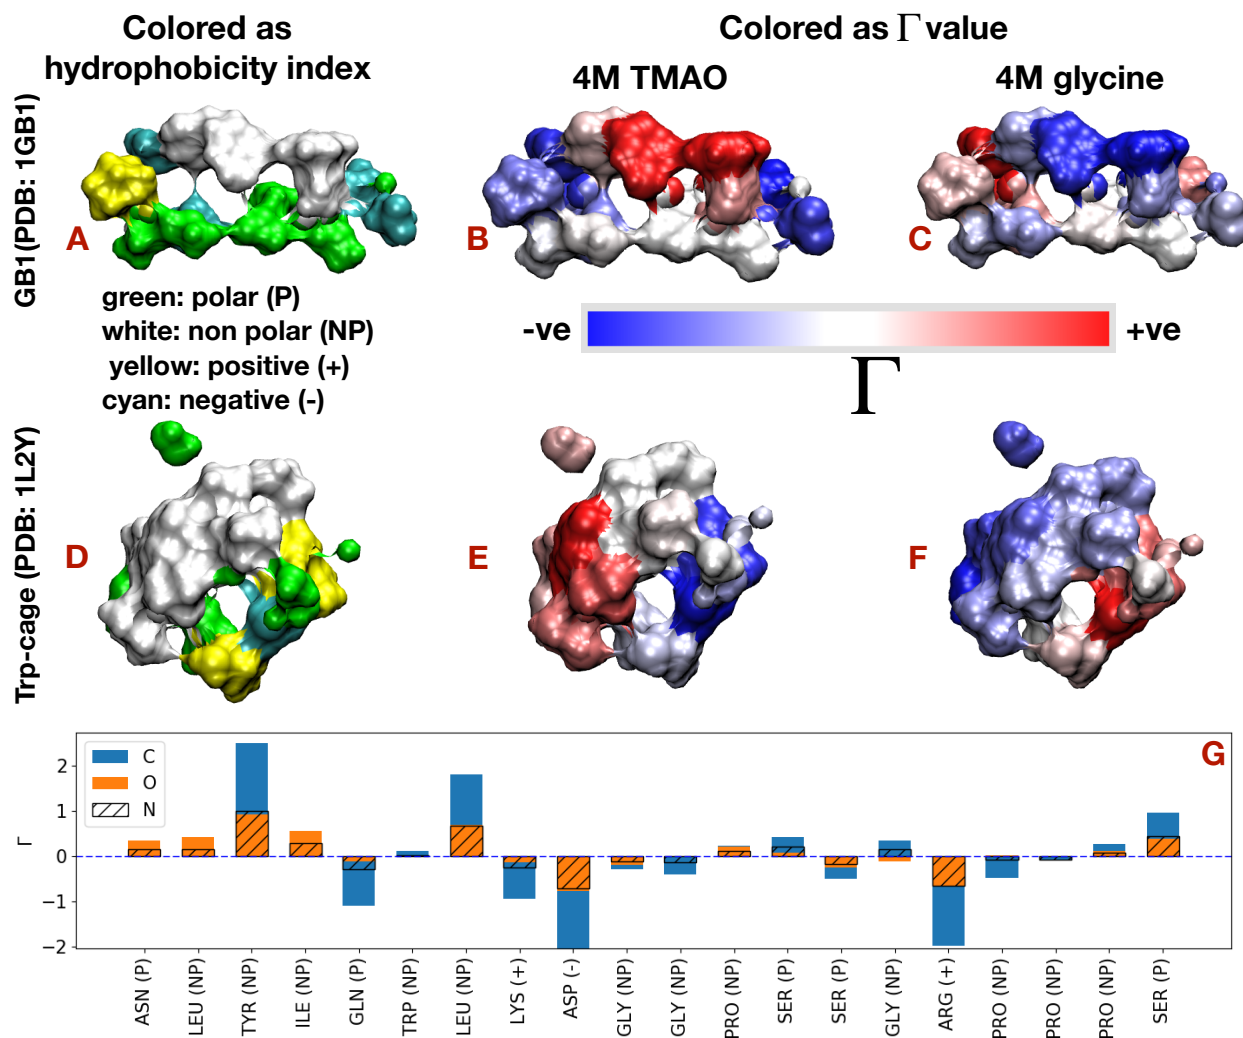 Colored as
hydrophobicity index
Colored as Γ value
4M TMAO
4M glycine
GB1(PDB: 1GB1)
A
B
C
green: polar (P)
white: non polar (NP)
yellow: positive (+)
cyan: negative (-)
-ve
+ve
Γ
Trp-cage (PDB: 1L2Y)
D
E
F
G
C
O
N
Γ
2
1
0
−1
−2
ASN (P)
LEU (NP)
TYR (NP)
ILE (NP)
GLN (P)
TRP (NP)
LEU (NP)
LYS (+)
ASP (-)
GLY (NP)
GLY (NP)
PRO (NP)
SER (P)
SER (P)
GLY (NP)
ARG (+)
PRO (NP)
PRO (NP)
PRO (NP)
SER (P)